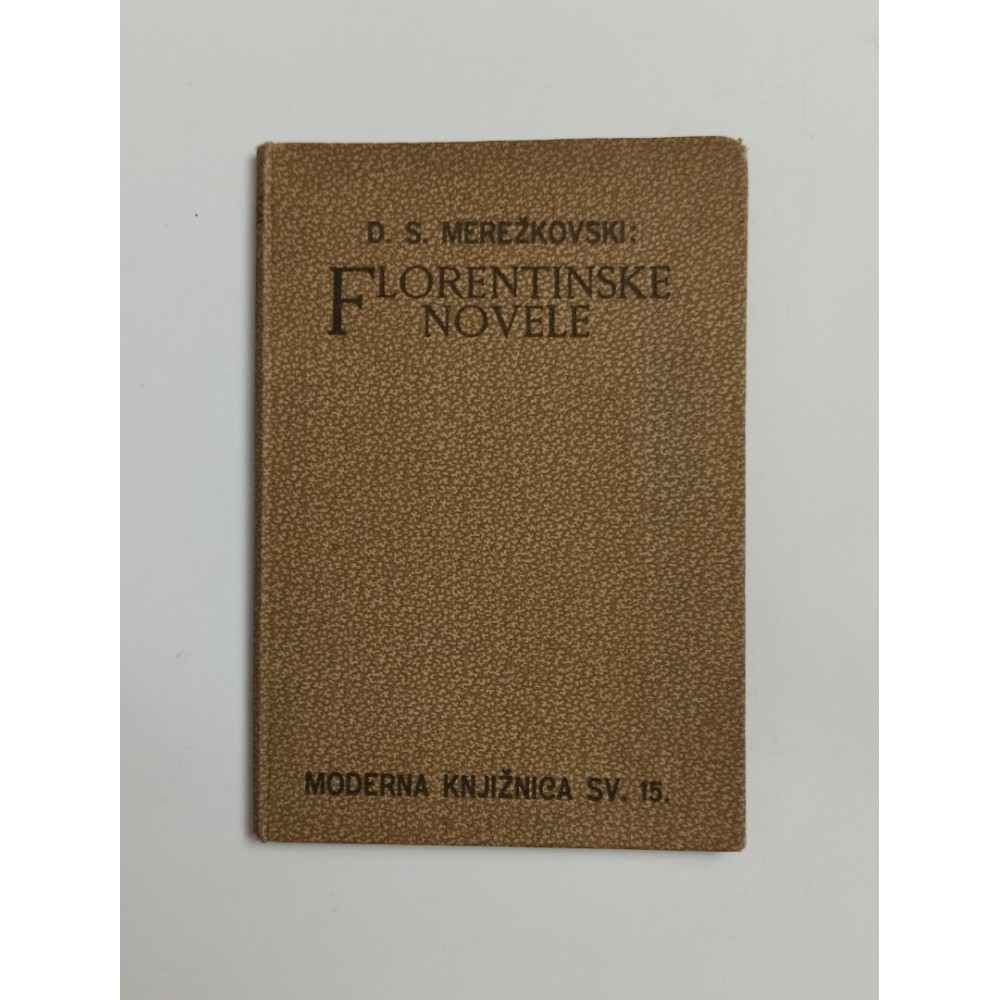 D. S. MEREŽKOVSKI:
FLORENTINSKE
NOVELE
MODERNA KNJIŽNICA SV. 15.